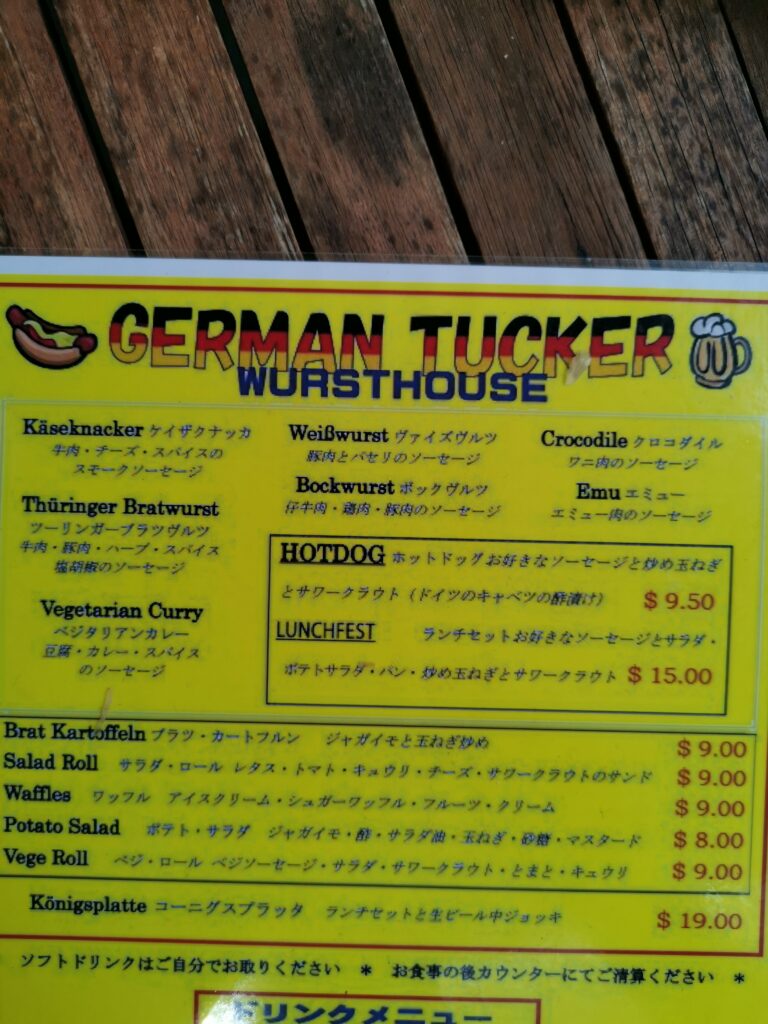 GERMAN TUCKER
WURSTHOUSE
Käseknacker ケイザクナッカ
牛肉・チーズ・スパイスの
スモークソーセージ
Thüringer Bratwurst
ツーリンガーブラツヴルツ
牛肉・豚肉・ハーブ・スパイス
塩胡椒のソーセージ
Vegetarian Curry
ベジタリアンカレー
豆腐・カレー・スパイス
のソーセージ
Weißwurst ヴァイズヴルツ
豚肉とパセリのソーセージ
Bockwurst ボックヴルツ
仔牛肉・鶏肉・豚肉のソーセージ
Crocodile クロコダイル
ワニ肉のソーセージ
Emu エミュー
エミュー肉のソーセージ
HOTDOG ホットドッグお好きなソーセージと炒め玉ねぎ
とサワークラウト（ドイツのキャベツの酢漬け） $ 9.50
LUNCHFEST ランチセットお好きなソーセージとサラダ・
ポテトサラダ・パン・炒め玉ねぎとサワークラウト $ 15.00
Brat Kartoffeln ブラツ・カートフルン ジャガイモと玉ねぎ炒め $ 9.00
Salad Roll サラダ・ロール レタス・トマト・キュウリ・チーズ・サワークラウトのサンド $ 9.00
Waffles ワッフル アイスクリーム・シュガーワッフル・フルーツ・クリーム $ 9.00
Potato Salad ポテト・サラダ ジャガイモ・酢・サラダ油・玉ねぎ・砂糖・マスタード $ 8.00
Vege Roll ベジ・ロール ベジソーセージ・サラダ・サワークラウト・とまと・キュウリ $ 9.00
Königsplatte コーニグスプラッタ ランチセットと生ビール中ジョッキ $ 19.00
ソフトドリンクはご自分でお取りください ＊ お食事の後カウンターにてご清算ください ＊
ドリンクメニュー